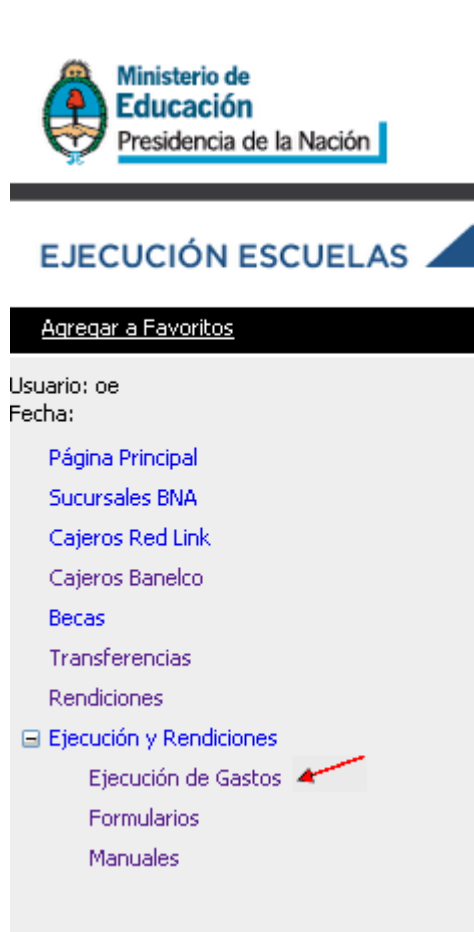 Ministerio de
Educación
Presidencia de la Nación
EJECUCIÓN ESCUELAS
Agregar a Favoritos
Usuario: oe
Fecha:
Página Principal
Sucursales BNA
Cajeros Red Link
Cajeros Banelco
Becas
Transferencias
Rendiciones
Ejecución y Rendiciones
Ejecución de Gastos
Formularios
Manuales